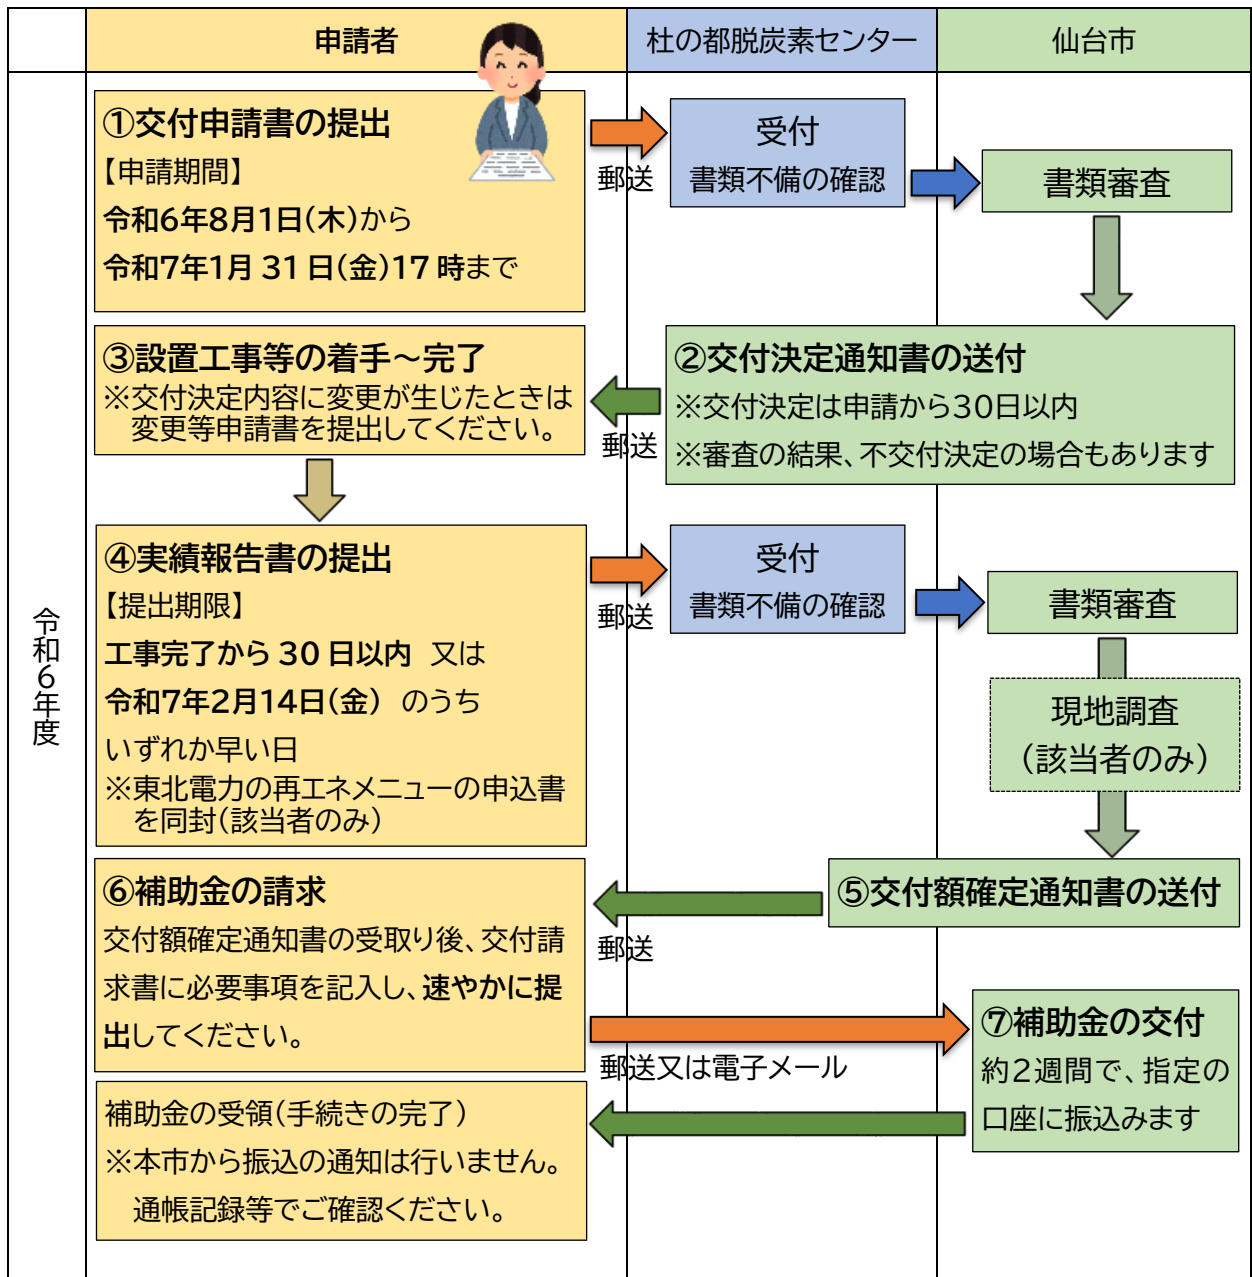 申請者
杜の都脱炭素センター
仙台市
令和6年度
①交付申請書の提出
【申請期間】
令和6年8月1日(木)から
令和7年1月31日(金)17時まで
郵送
受付
書類不備の確認
書類審査
②交付決定通知書の送付
※交付決定は申請から30日以内
※審査の結果、不交付決定の場合もあります
郵送
③設置工事等の着手～完了
※交付決定内容に変更が生じたときは
変更等申請書を提出してください。
④実績報告書の提出
【提出期限】
工事完了から30日以内 又は
令和7年2月14日(金) のうち
いずれか早い日
※東北電力の再エネメニューの申込書
を同封(該当者のみ)
郵送
受付
書類不備の確認
書類審査
現地調査
(該当者のみ)
⑤交付額確定通知書の送付
郵送
⑥補助金の請求
交付額確定通知書の受取り後、交付請
求書に必要事項を記入し、速やかに提
出してください。
郵送又は電子メール
⑦補助金の交付
約2週間で、指定の
口座に振込みます
補助金の受領(手続きの完了)
※本市から振込の通知は行いません。
通帳記録等でご確認ください。